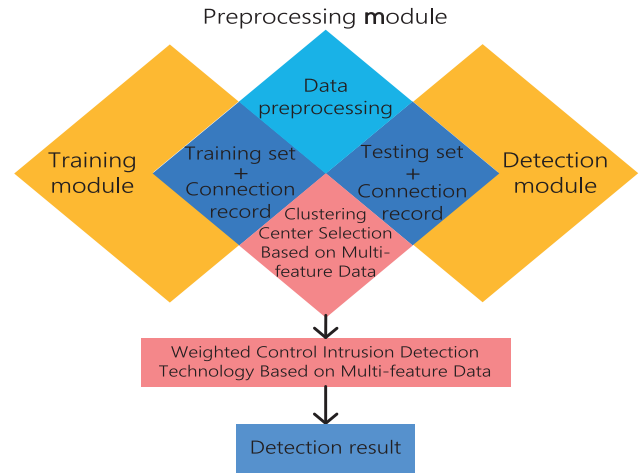 Preprocessing module
Data
preprocessing
Training
module
Training set
+
Connection
record
Testing set
+
Connection
record
Detection
module
Clustering
Center Selection
Based on Multi-
feature Data
Weighted Control Intrusion Detection
Technology Based on Multi-feature Data
Detection result